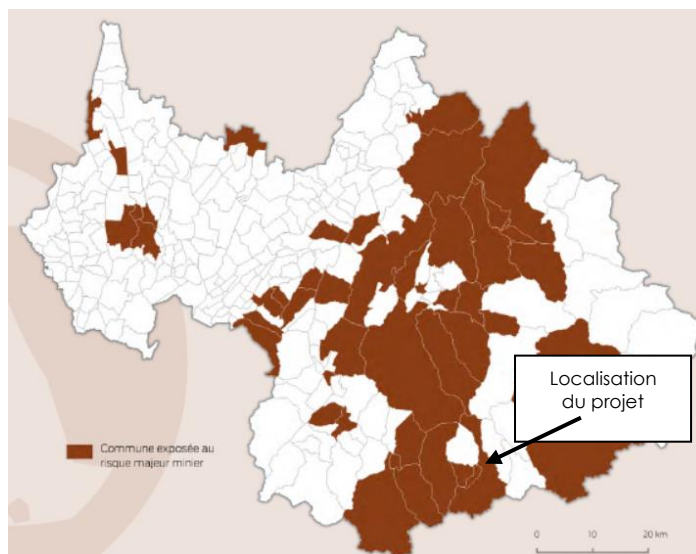 Localisation
du projet
Commune exposée au
risque majeur minier
0 10 20 km